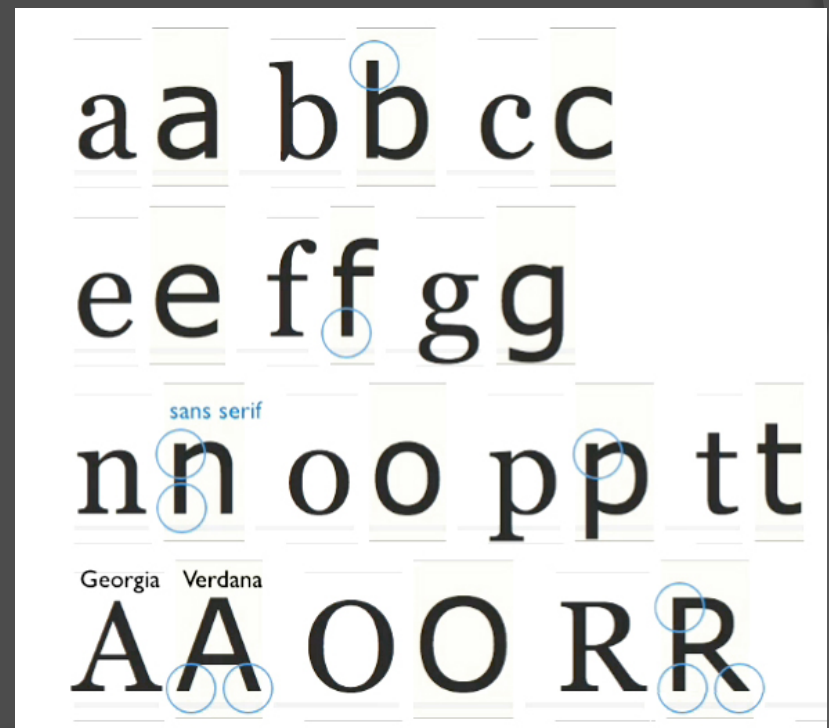 a a b b c c
e e f f g g
sans serif
n n o o p p t t
Georgia Verdana
A A O O R R